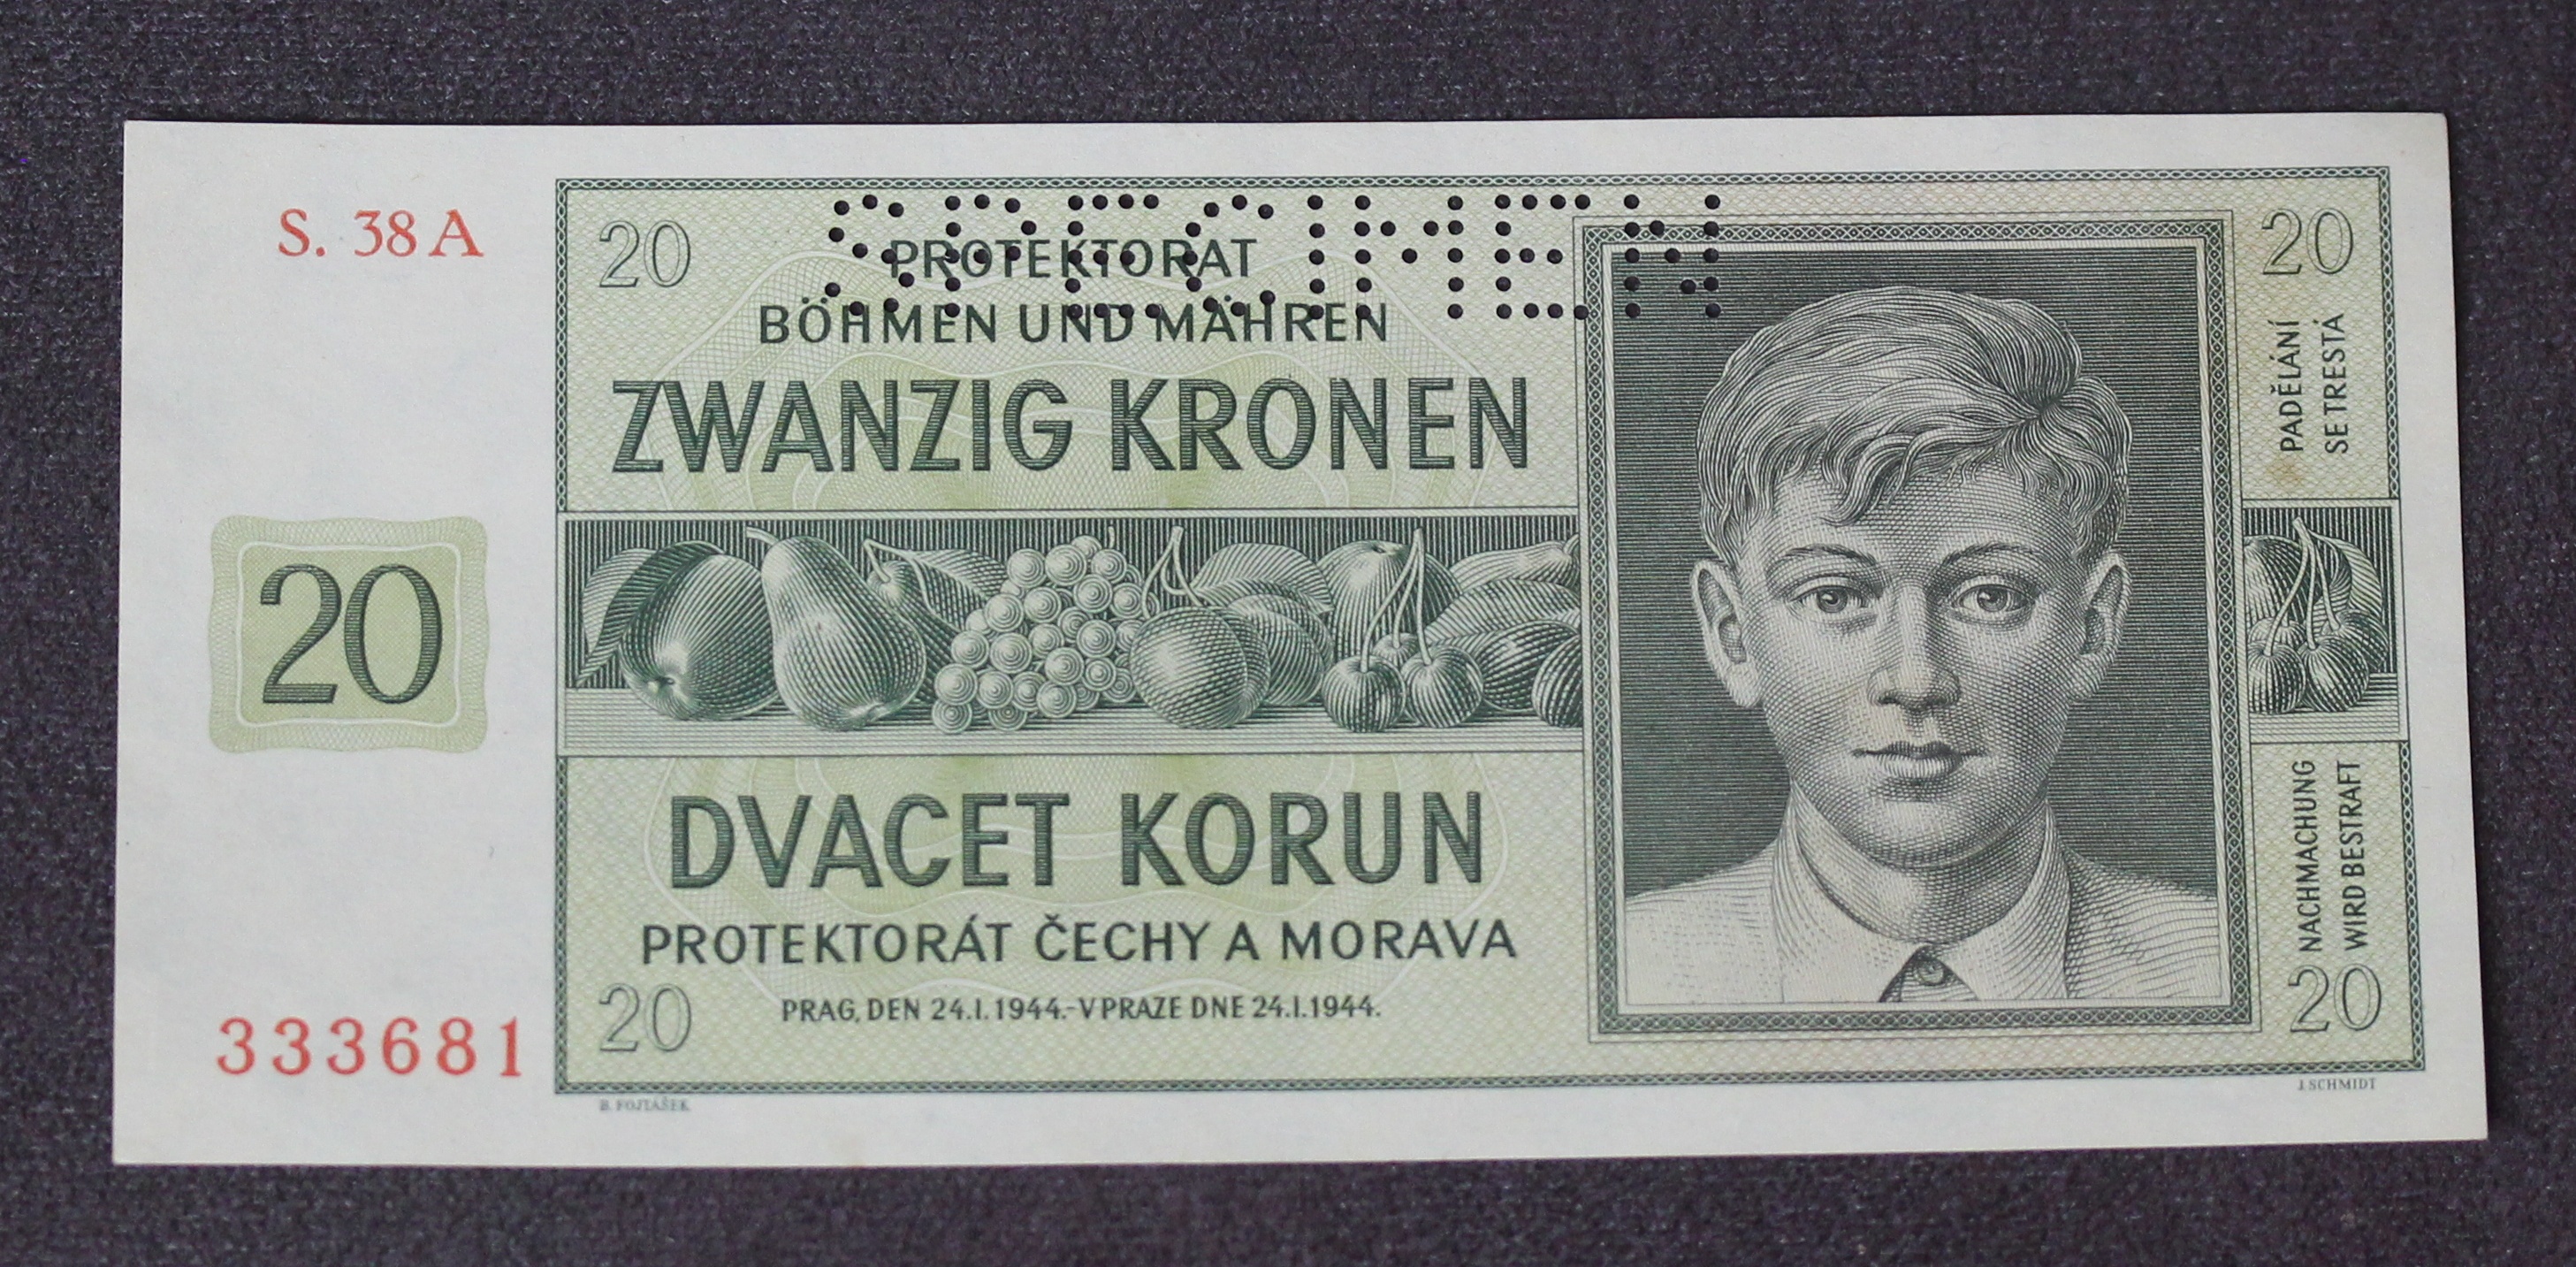 S. 38 A
20
333681
SPECIMEN
20
PROTEKTORAT
BÖHMEN UND MÄHREN
ZWANZIG KRONEN
DVACET KORUN
PROTEKTORÁT ČECHY A MORAVA
20
PRAG, DEN 24.I.1944.-V PRAZE DNE 24.I.1944.
20
PADĚLÁNÍ
SE TRESTÁ
NACHMACHUNG
WIRD BESTRAFT
20
B. FOJTÁŠEK
J. SCHMIDT